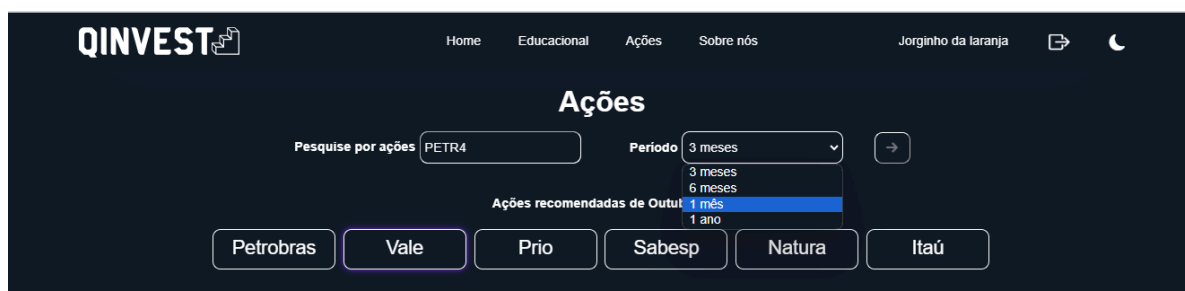 QINVEST Home Educacional Ações Sobre nós Jorginho da laranja
Ações
Pesquise por ações PETR4 Período 3 meses
3 meses
6 meses
Ações recomendadas de 1 mês
1 ano
Petrobras Vale Prio Sabesp Natura Itaú